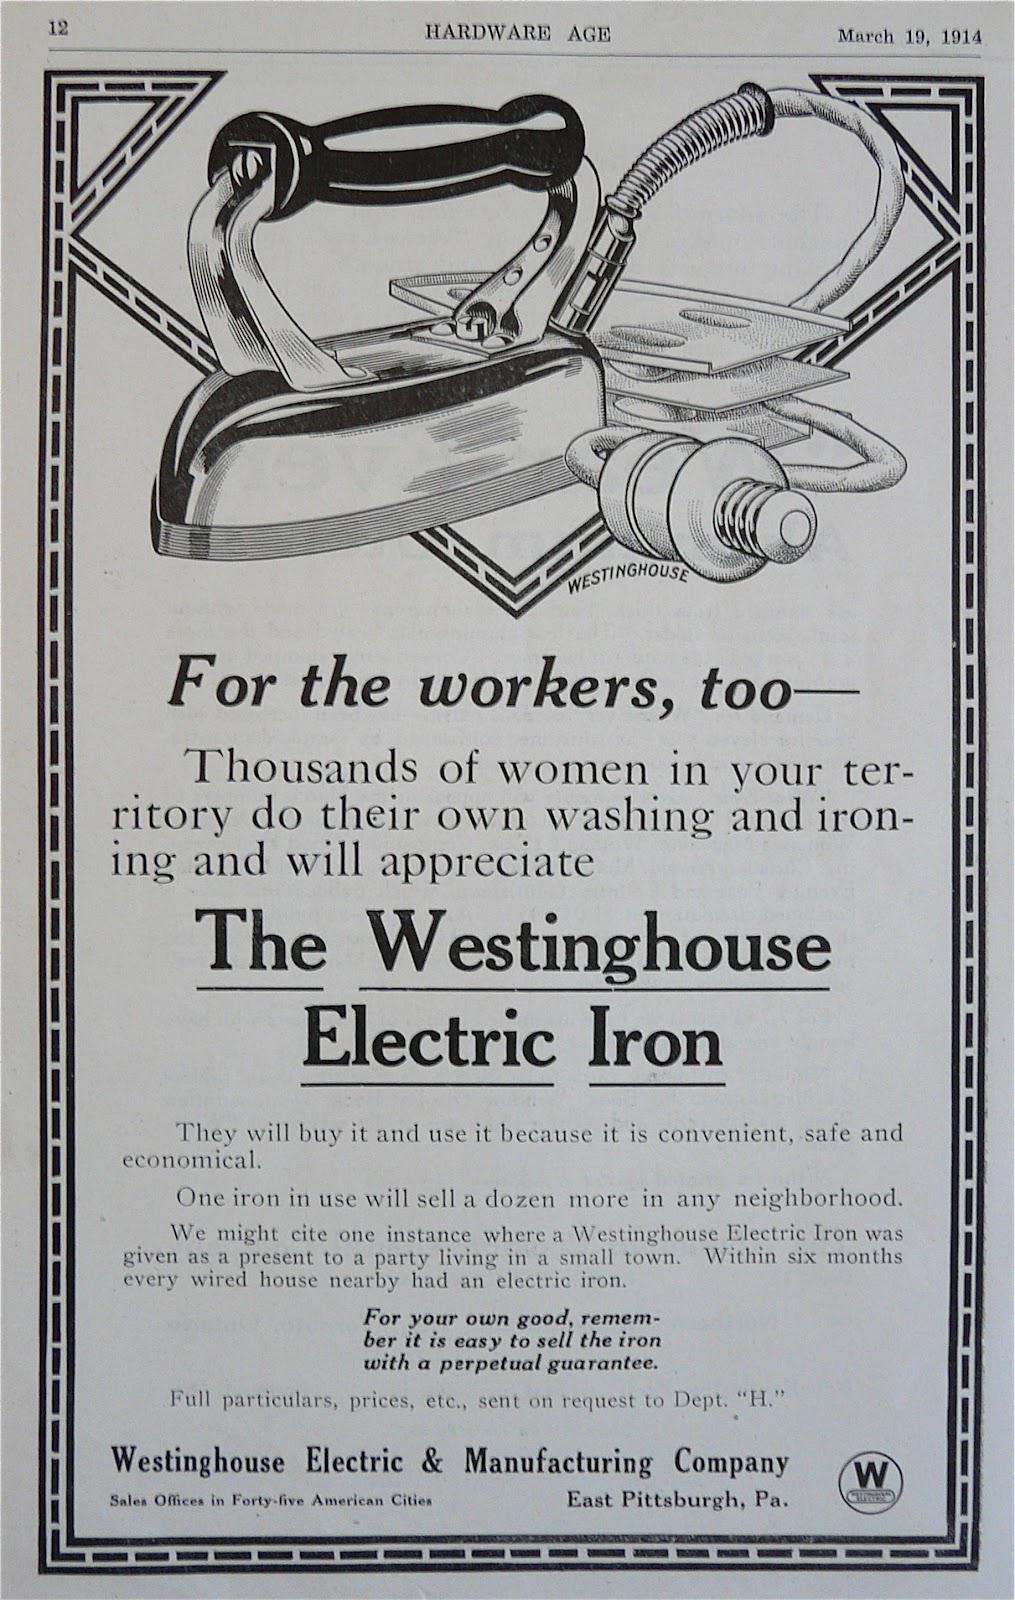 12
HARDWARE AGE
March 19, 1914
WESTINGHOUSE
For the workers, too—
Thousands of women in your ter-
ritory do their own washing and iron-
ing and will appreciate
The Westinghouse
Electric Iron
They will buy it and use it because it is convenient, safe and
economical.
One iron in use will sell a dozen more in any neighborhood.
We might cite one instance where a Westinghouse Electric Iron was
given as a present to a party living in a small town. Within six months
every wired house nearby had an electric iron.
For your own good, remem-
ber it is easy to sell the iron
with a perpetual guarantee.
Full particulars, prices, etc., sent on request to Dept. “H.”
Westinghouse Electric & Manufacturing Company
Sales Offices in Forty-five American Cities
East Pittsburgh, Pa.
W
WESTINGHOUSE
ELECTRIC